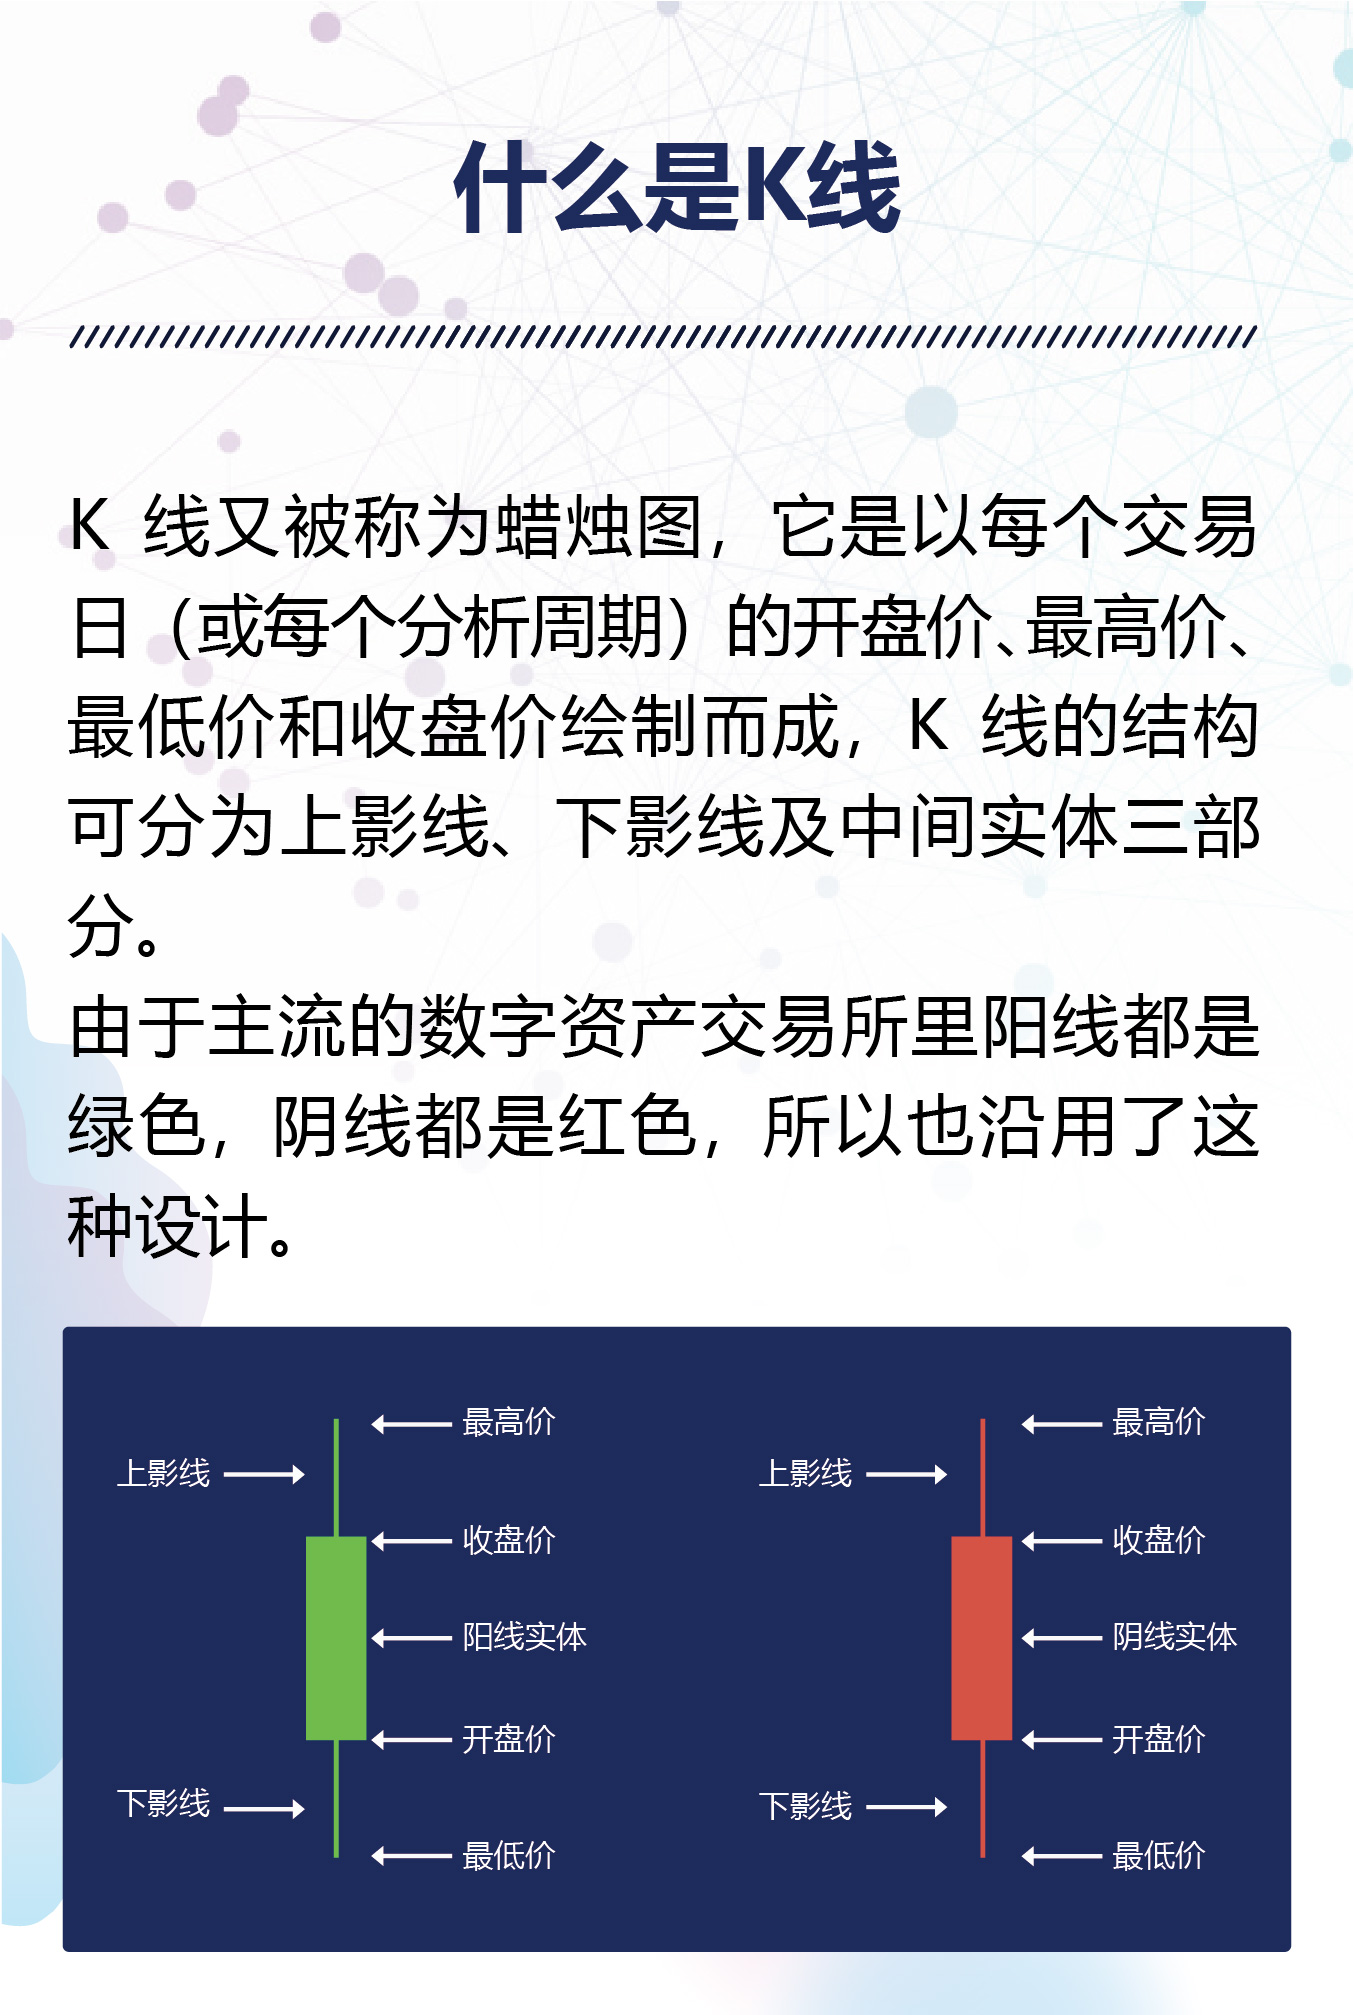 什么是K线
K 线又被称为蜡烛图，它是以每个交易
日（或每个分析周期）的开盘价、最高价、
最低价和收盘价绘制而成，K 线的结构
可分为上影线、下影线及中间实体三部
分。
由于主流的数字资产交易所里阳线都是
绿色，阴线都是红色，所以也沿用了这
种设计。
最高价
上影线
收盘价
阳线实体
开盘价
下影线
最低价
最高价
上影线
收盘价
阴线实体
开盘价
下影线
最低价